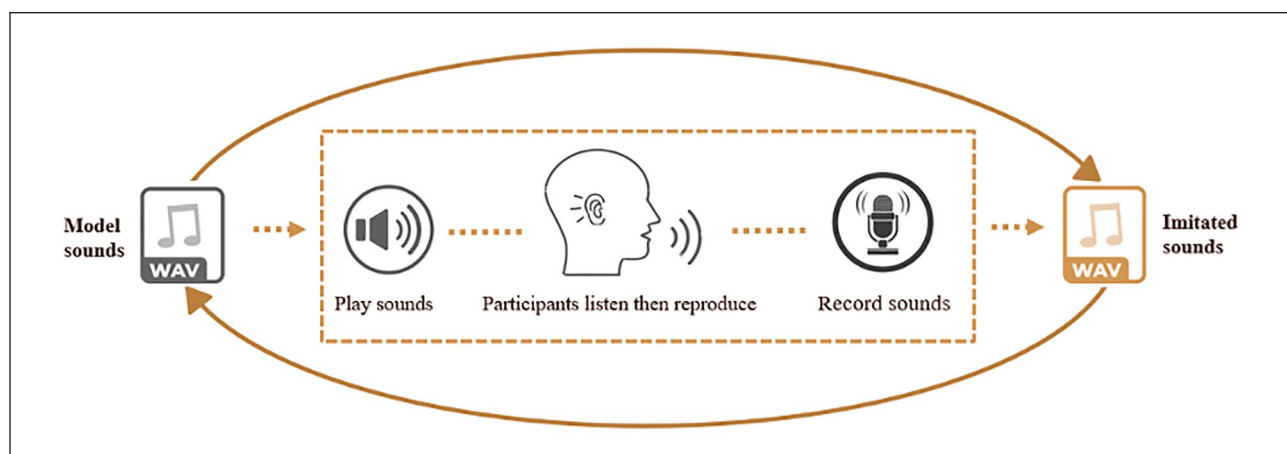 Model
sounds
WAV
Play sounds
Participants listen then reproduce
Record sounds
WAV
Imitated
sounds